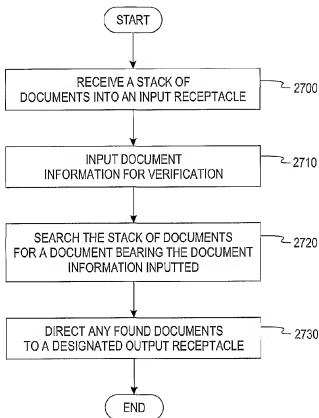 START
RECEIVE A STACK OF
DOCUMENTS INTO AN INPUT RECEPTACLE
2700
INPUT DOCUMENT
INFORMATION FOR VERIFICATION
2710
SEARCH THE STACK OF DOCUMENTS
FOR A DOCUMENT BEARING THE DOCUMENT
INFORMATION INPUTTED
2720
DIRECT ANY FOUND DOCUMENTS
TO A DESIGNATED OUTPUT RECEPTACLE
2730
END